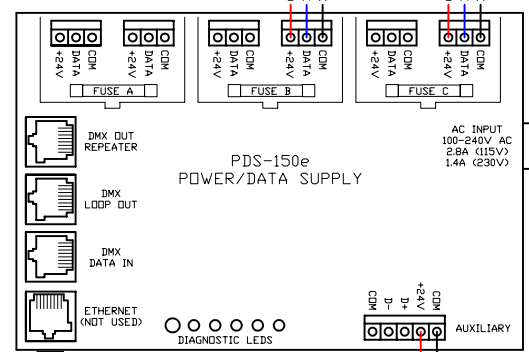 +24V DATA COM +24V DATA COM +24V DATA COM +24V DATA COM +24V DATA COM +24V DATA COM
FUSE A FUSE B FUSE C
DMX OUT
REPEATER
AC INPUT
100-240V AC
2.8A (115V)
1.4A (230V)
PDS-150e
POWER/DATA SUPPLY
DMX
LOOP OUT
DMX
DATA IN
ETHERNET
(NOT USED)
DIAGNOSTIC LEDS
COM D- D+ +24V COM
AUXILIARY